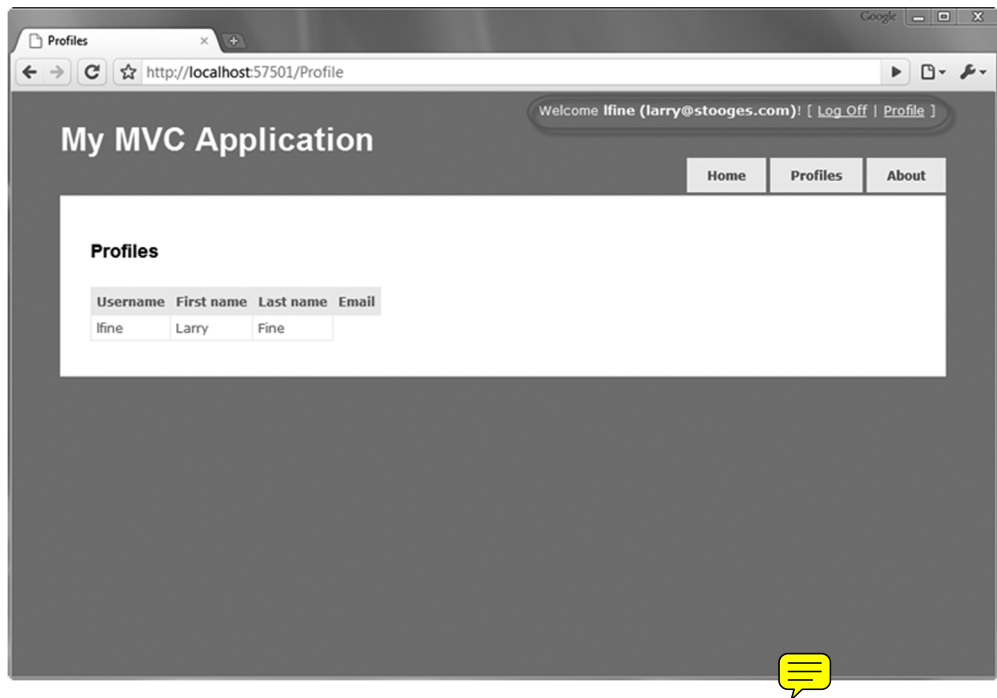 Google
Profiles
http://localhost:57501/Profile
Welcome lfine (larry@stooges.com)! [ Log Off | Profile ]
My MVC Application
Home Profiles About
Profiles
Username First name Last name Email
lfine Larry Fine